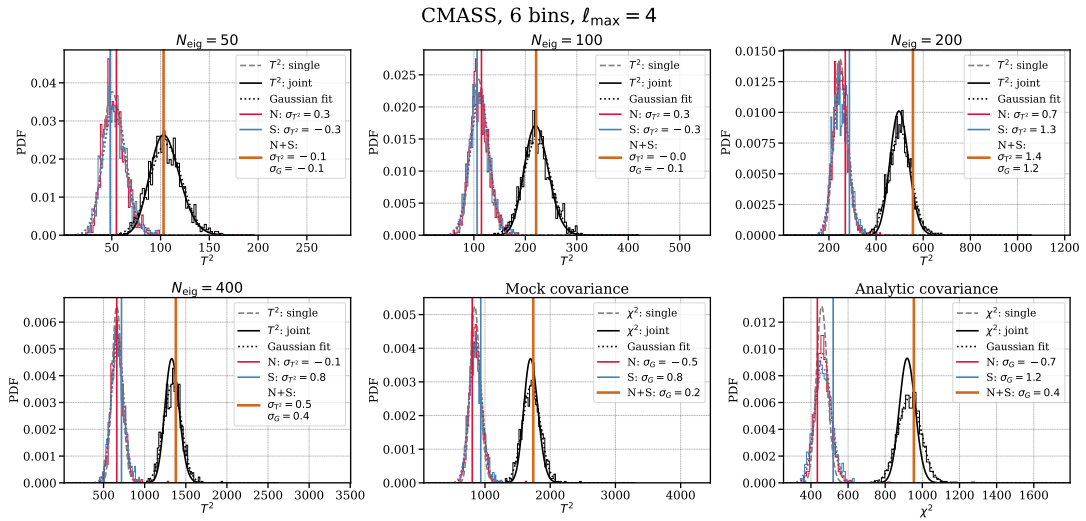 CMASS, 6 bins, ℓmax = 4
Neig = 50
PDF
0.04
0.03
0.02
0.01
0.00
50 100 150 200 250
T²
T²: single
T²: joint
Gaussian fit
N: σT² = 0.3
S: σT² = −0.3
N+S:
σT² = −0.1
σG = −0.1
Neig = 100
PDF
0.025
0.020
0.015
0.010
0.005
0.000
100 200 300 400 500
T²
T²: single
T²: joint
Gaussian fit
N: σT² = 0.3
S: σT² = −0.3
N+S:
σT² = −0.0
σG = −0.1
Neig = 200
PDF
0.0150
0.0125
0.0100
0.0075
0.0050
0.0025
0.0000
200 400 600 800 1000 1200
T²
T²: single
T²: joint
Gaussian fit
N: σT² = 0.7
S: σT² = 1.3
N+S:
σT² = 1.4
σG = 1.2
Neig = 400
PDF
0.006
0.005
0.004
0.003
0.002
0.001
0.000
500 1000 1500 2000 2500 3000 3500
T²
T²: single
T²: joint
Gaussian fit
N: σT² = −0.1
S: σT² = 0.8
N+S:
σT² = 0.5
σG = 0.4
Mock covariance
PDF
0.005
0.004
0.003
0.002
0.001
0.000
1000 2000 3000 4000
T²
χ²: single
χ²: joint
Gaussian fit
N: σG = −0.5
S: σG = 0.8
N+S: σG = 0.2
Analytic covariance
PDF
0.012
0.010
0.008
0.006
0.004
0.002
0.000
400 600 800 1000 1200 1400 1600
χ²
χ²: single
χ²: joint
Gaussian fit
N: σG = −0.7
S: σG = 1.2
N+S: σG = 0.4